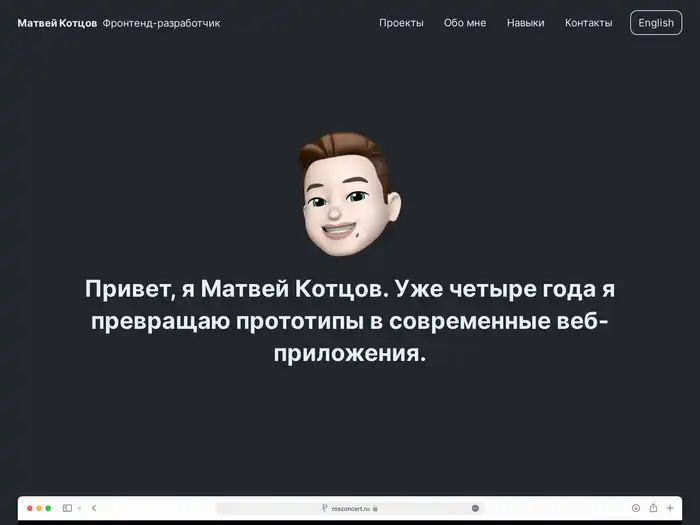 Матвей Котцов Фронтенд-разработчик
Проекты Обо мне Навыки Контакты English
Привет, я Матвей Котцов. Уже четыре года я
превращаю прототипы в современные веб-
приложения.
rosconcert.ru